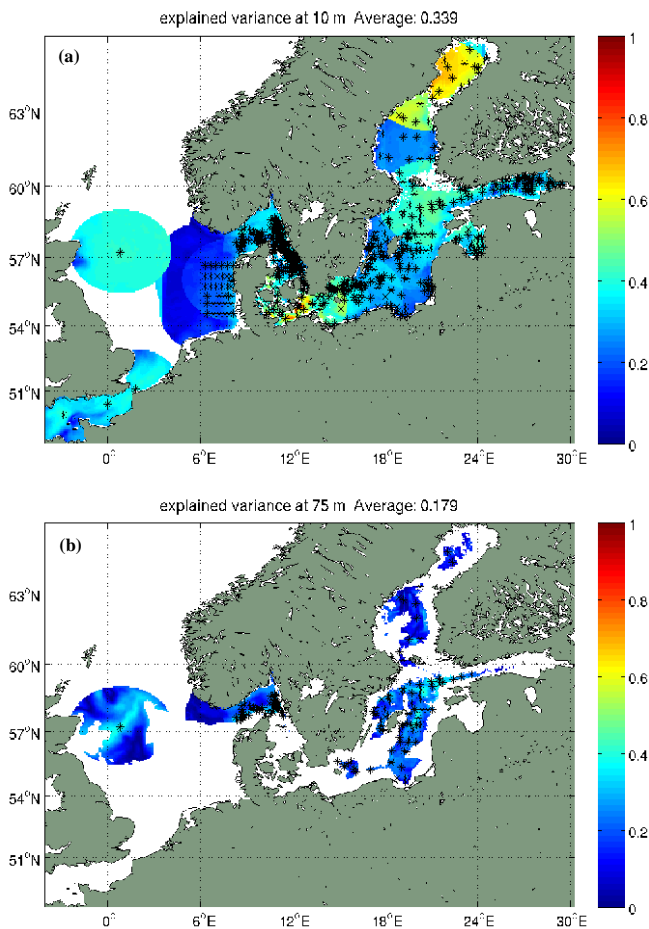 explained variance at 10 m Average: 0.339
(a)
63°N
60°N
57°N
54°N
51°N
0° 6°E 12°E 18°E 24°E 30°E
1
0.8
0.6
0.4
0.2
0
explained variance at 75 m Average: 0.179
(b)
63°N
60°N
57°N
54°N
51°N
0° 6°E 12°E 18°E 24°E 30°E
1
0.8
0.6
0.4
0.2
0